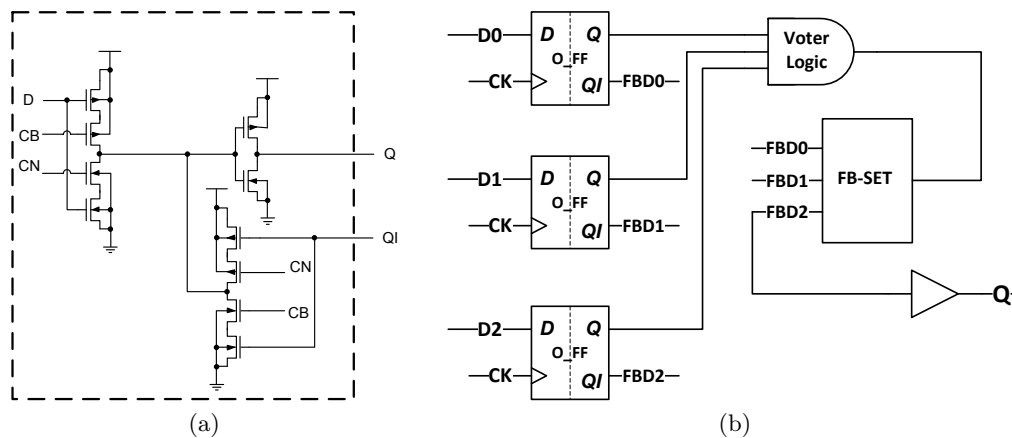 D
CB
CN
Q
QI
CN
CB
(a)
D0
D
Q
O_FF
CK
QI
FBD0
Voter
Logic
D1
D
Q
O_FF
CK
QI
FBD1
FBD0
FBD1
FBD2
FB-SET
D2
D
Q
O_FF
CK
QI
FBD2
Q
(b)